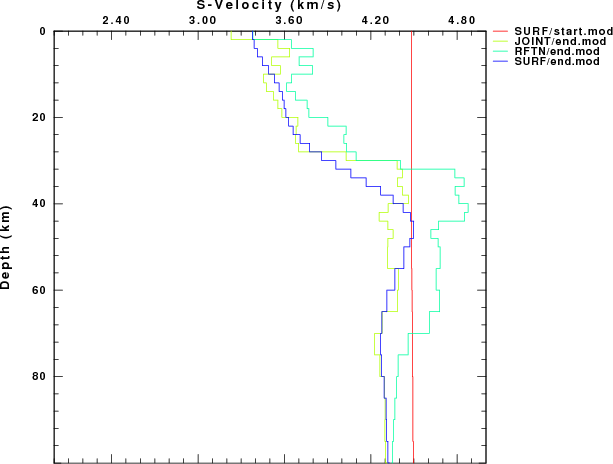 S-Velocity (km/s)
2.40 3.00 3.60 4.20 4.80
0
20
40
60
80
Depth (km)
SURF/start.mod
JOINT/end.mod
RFTN/end.mod
SURF/end.mod